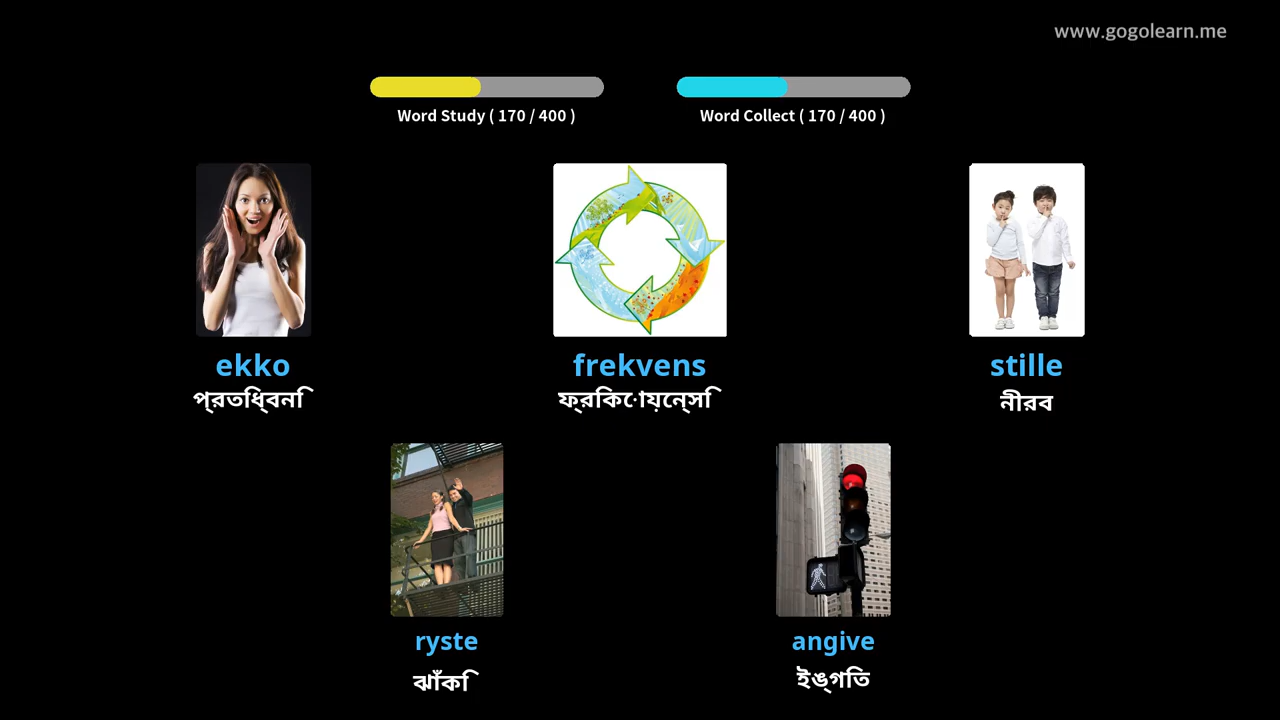 www.gogolearn.me
Word Study ( 170 / 400 )
Word Collect ( 170 / 400 )
ekko
frekvens
stille
প্রতিধ্বনি
ফ্রিকোয়েন্সি
নীরব
ryste
angive
ঝাঁকি
ইঙ্গিত